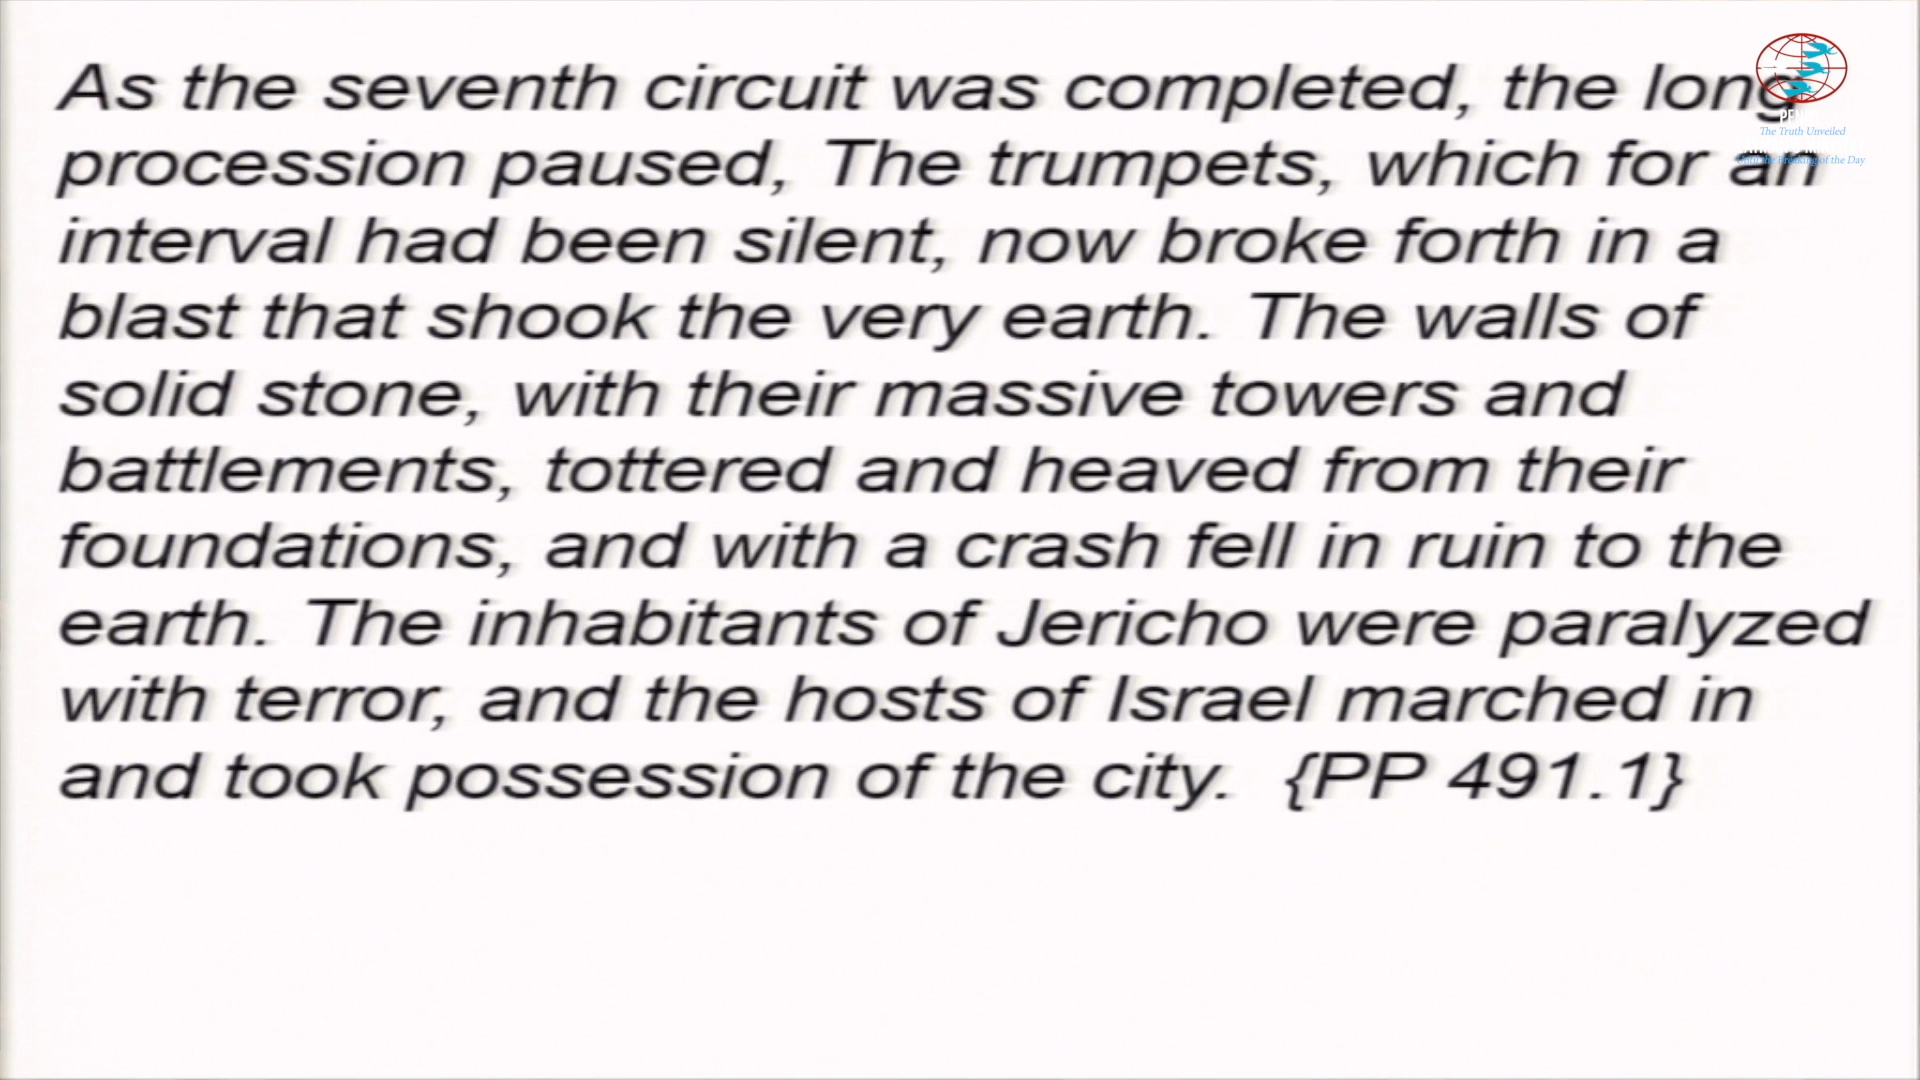 As the seventh circuit was completed, the long
procession paused, The trumpets, which for an
interval had been silent, now broke forth in a
blast that shook the very earth. The walls of
solid stone, with their massive towers and
battlements, tottered and heaved from their
foundations, and with a crash fell in ruin to the
earth. The inhabitants of Jericho were paralyzed
with terror, and the hosts of Israel marched in
and took possession of the city. {PP 491.1}
The Truth Unveiled
of the Day